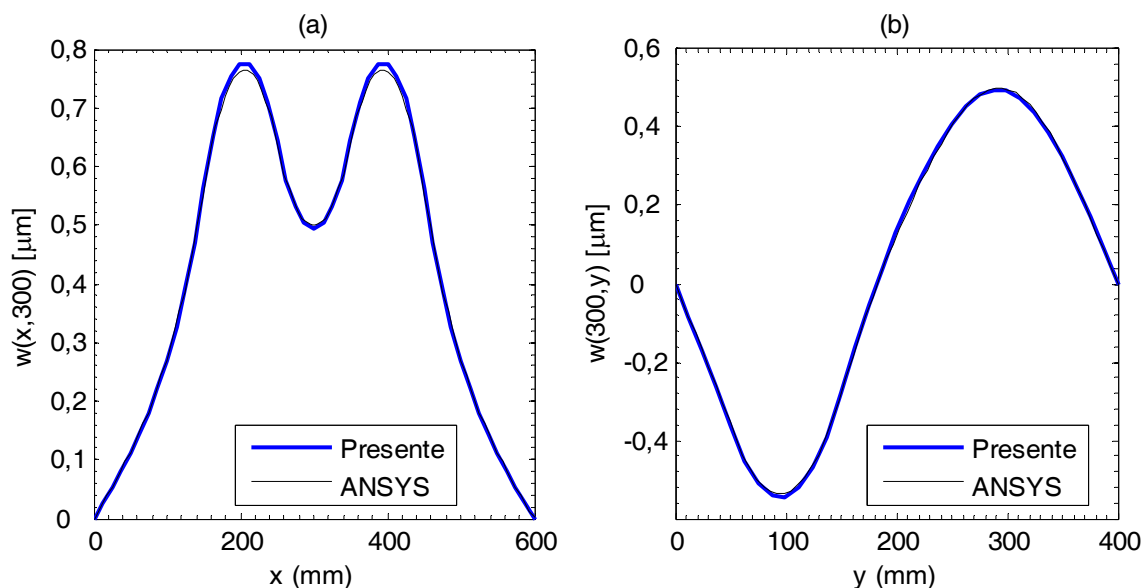 (a)
w(x,300) [μm]
0,8
0,7
0,6
0,5
0,4
0,3
0,2
0,1
0
0
200
400
600
x (mm)
Presente
ANSYS
(b)
w(300,y) [μm]
0,6
0,4
0,2
0
-0,2
-0,4
0
100
200
300
400
y (mm)
Presente
ANSYS